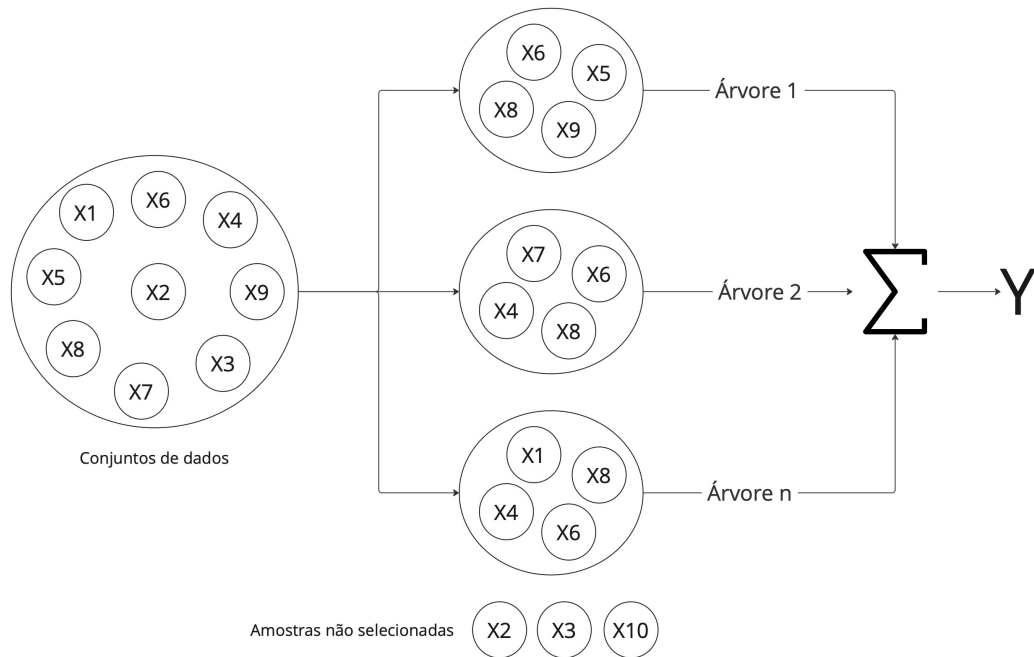 X1
X6
X4
X5
X2
X9
X8
X7
X3
Conjuntos de dados
X6
X5
X8
X9
Árvore 1
X7
X6
X4
X8
Árvore 2
X1
X8
X4
X6
Árvore n
Σ
Y
Amostras não selecionadas X2 X3 X10